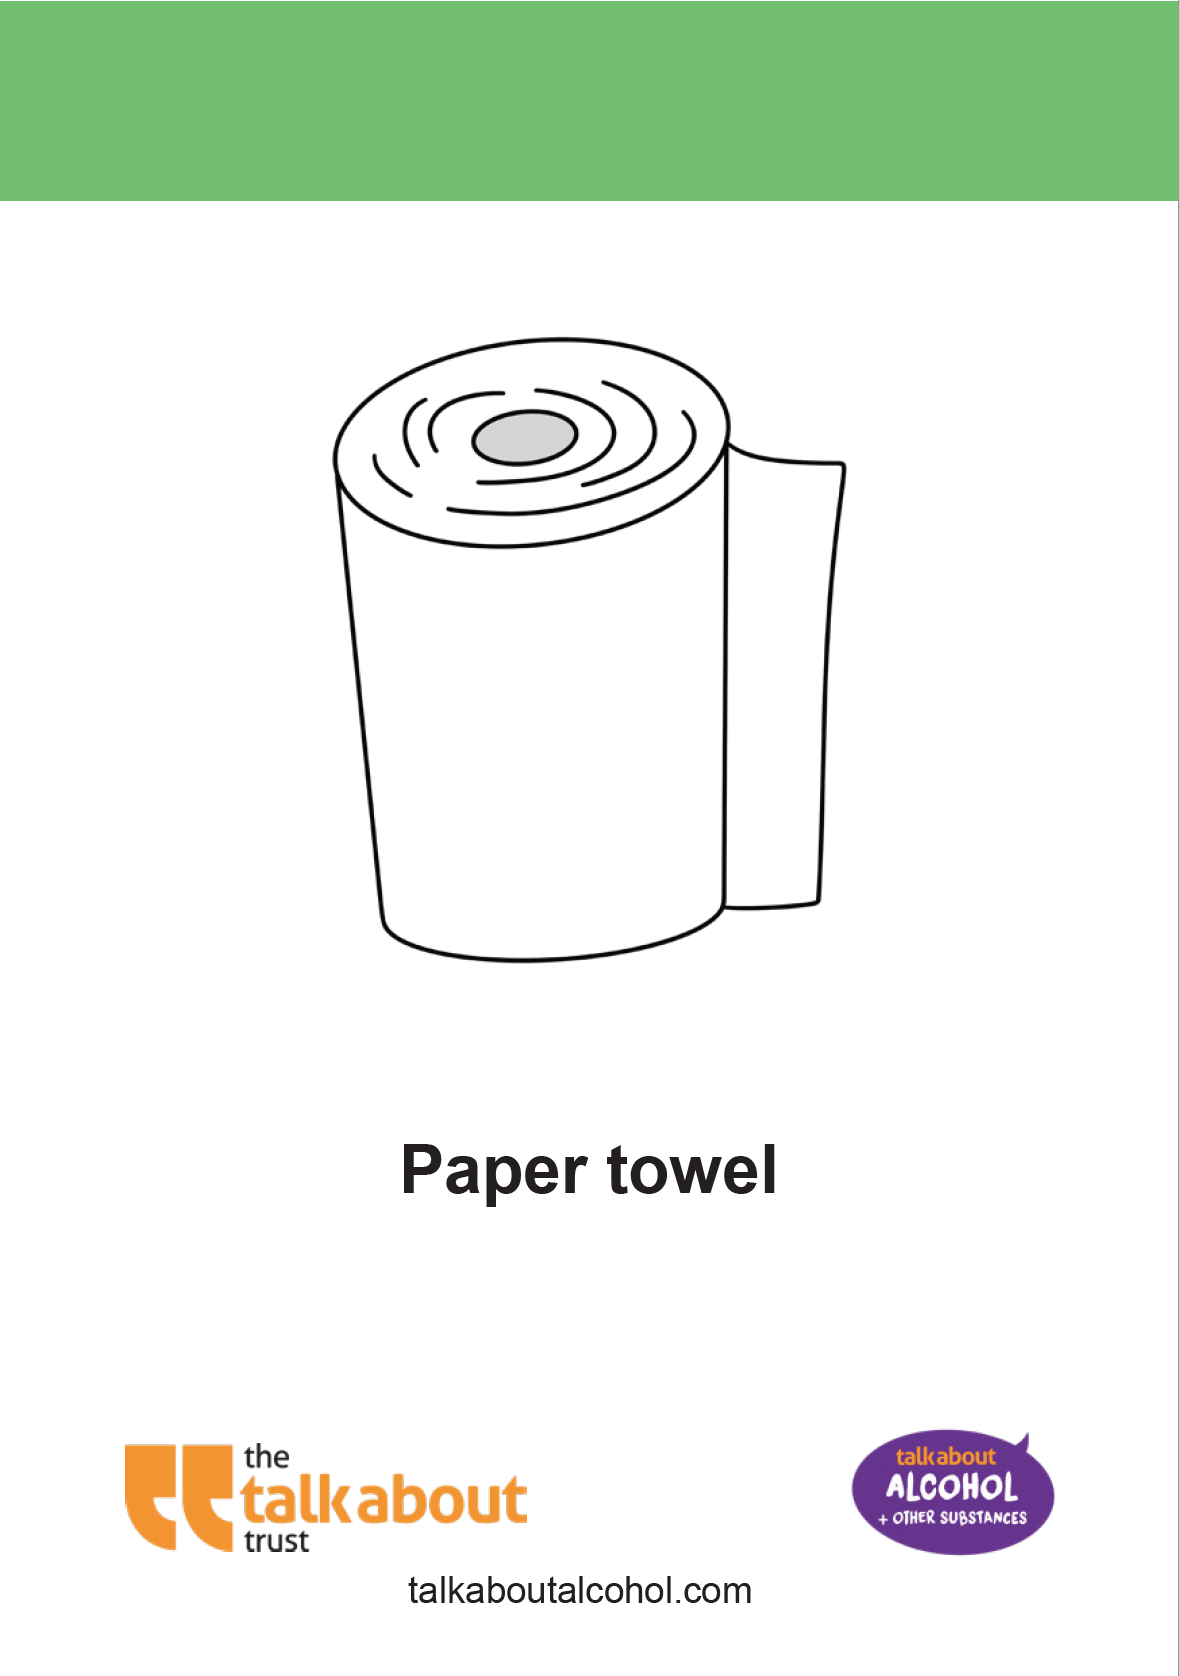 Paper towel
the
talkabout
trust
talkabout
ALCOHOL
+ OTHER SUBSTANCES
talkaboutalcohol.com